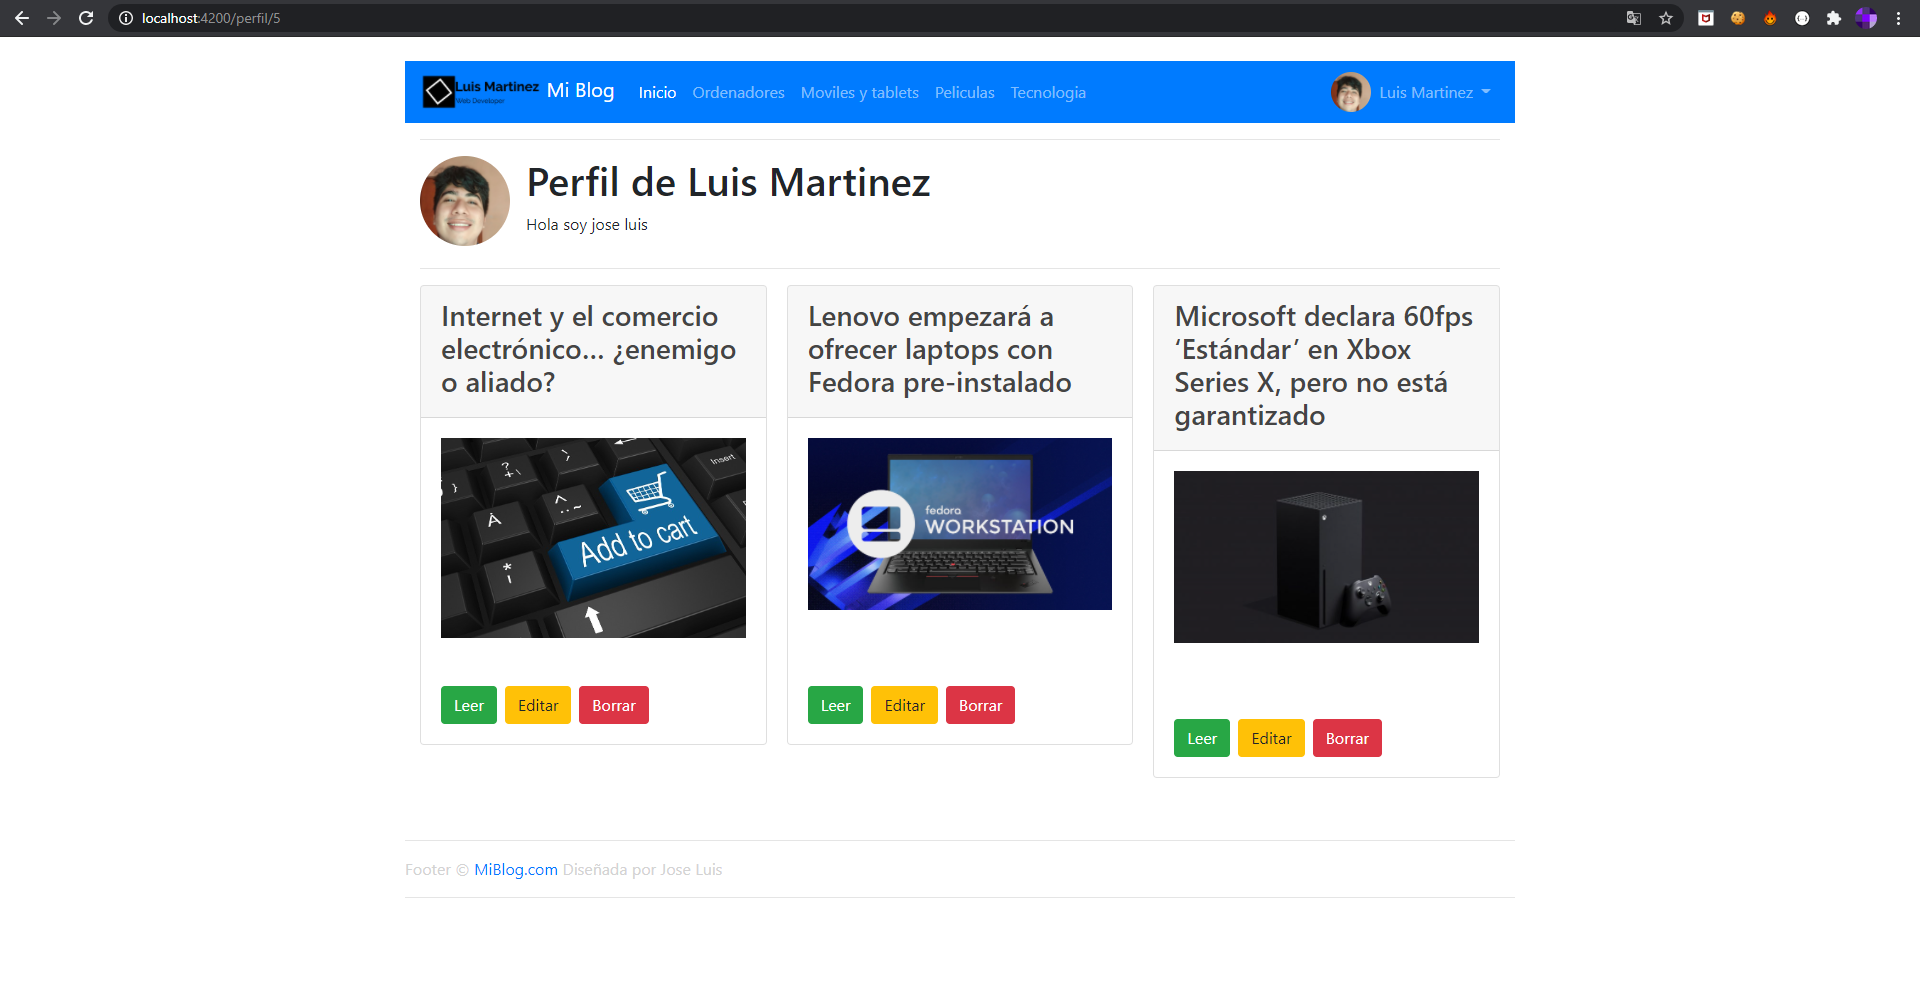 localhost:4200/perfil/5
Luis Martinez
Web Developer
Mi Blog
Inicio
Ordenadores
Moviles y tablets
Peliculas
Tecnologia
Luis Martinez
Perfil de Luis Martinez
Hola soy jose luis
Internet y el comercio
electrónico... ¿enemigo
o aliado?
Insert
Add to cart
Leer
Editar
Borrar
Lenovo empezará a
ofrecer laptops con
Fedora pre-instalado
fedora
WORKSTATION
Leer
Editar
Borrar
Microsoft declara 60fps
‘Estándar’ en Xbox
Series X, pero no está
garantizado
Leer
Editar
Borrar
Footer © MiBlog.com Diseñada por Jose Luis